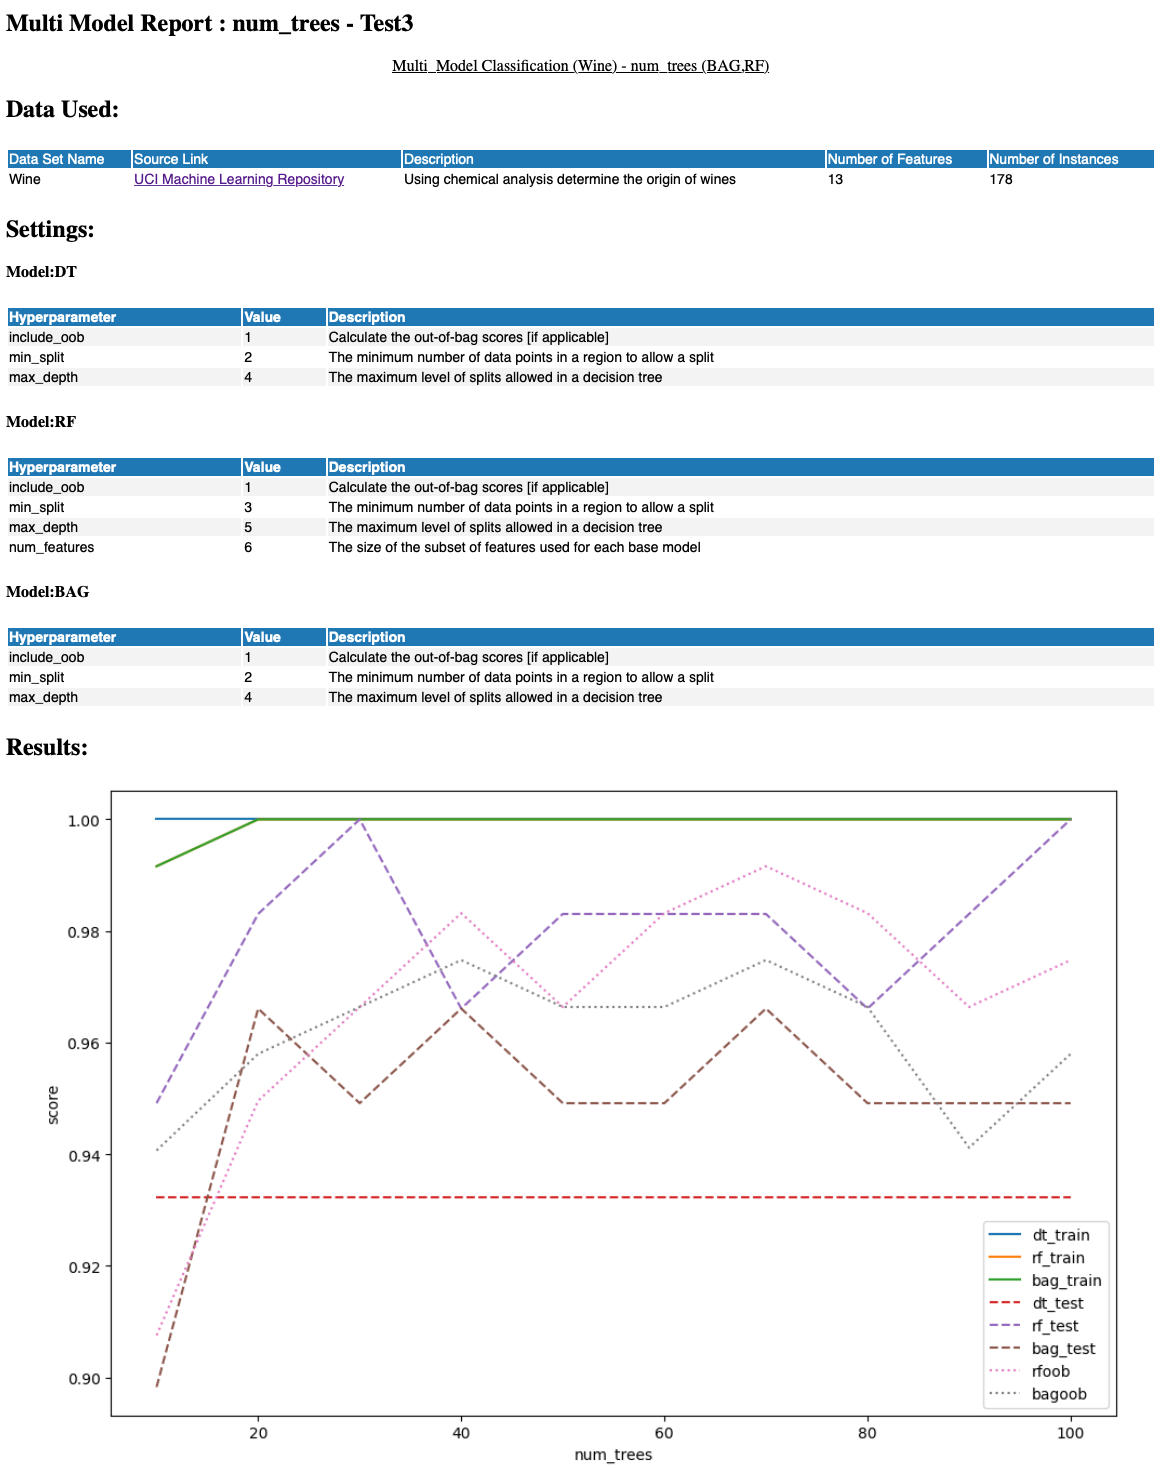 Multi Model Report : num_trees - Test3
Multi_Model Classification (Wine) - num_trees (BAG,RF)
Data Used:
Data Set Name Source Link Description Number of Features Number of Instances
Wine UCI Machine Learning Repository Using chemical analysis determine the origin of wines 13 178
Settings:
Model:DT
Hyperparameter Value Description
include_oob 1 Calculate the out-of-bag scores [if applicable]
min_split 2 The minimum number of data points in a region to allow a split
max_depth 4 The maximum level of splits allowed in a decision tree
Model:RF
Hyperparameter Value Description
include_oob 1 Calculate the out-of-bag scores [if applicable]
min_split 3 The minimum number of data points in a region to allow a split
max_depth 5 The maximum level of splits allowed in a decision tree
num_features 6 The size of the subset of features used for each base model
Model:BAG
Hyperparameter Value Description
include_oob 1 Calculate the out-of-bag scores [if applicable]
min_split 2 The minimum number of data points in a region to allow a split
max_depth 4 The maximum level of splits allowed in a decision tree
Results:
1.00
0.98
0.96
0.94
0.92
0.90
score
dt_train
rf_train
bag_train
dt_test
rf_test
bag_test
rfoob
bagoob
20 40 60 80 100
num_trees